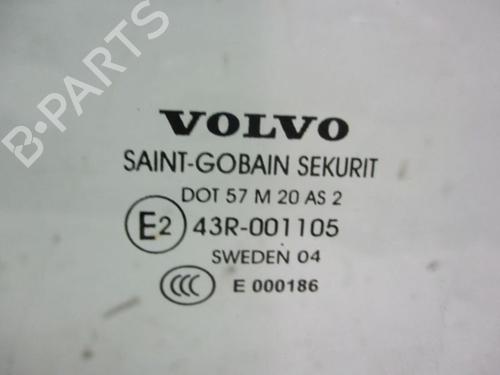 B-PARTS
VOLVO
SAINT-GOBAIN SEKURIT
DOT 57 M 20 AS 2
E2 43R-001105
SWEDEN 04
CCC E 000186